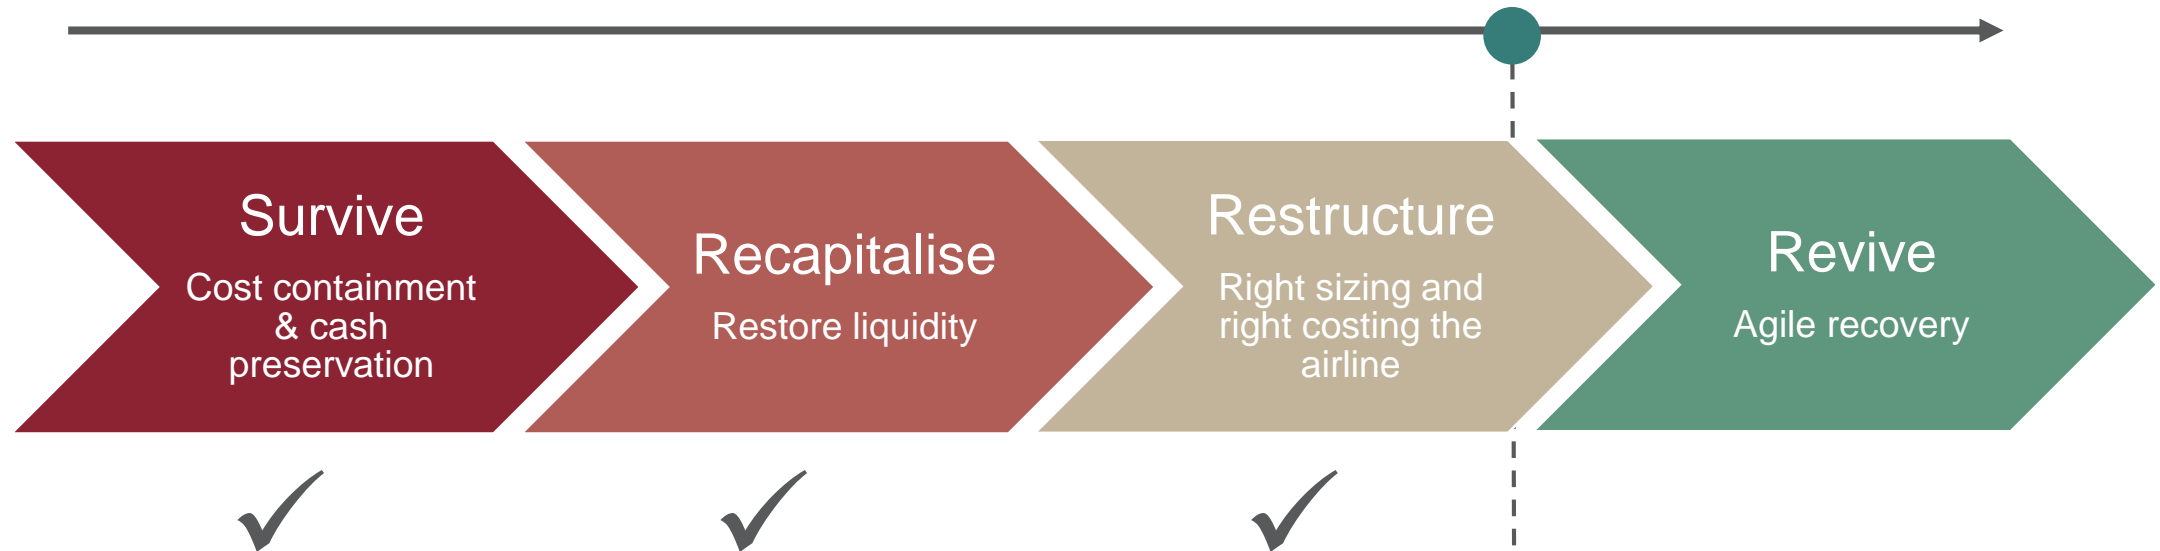 Survive
Cost containment
& cash
preservation
Recapitalise
Restore liquidity
Restructure
Right sizing and
right costing the
airline
Revive
Agile recovery